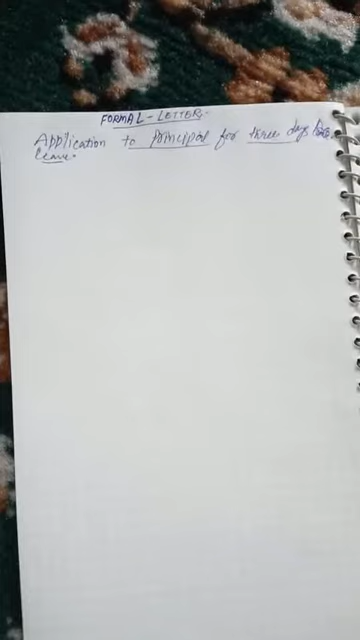 FORMAL-LETTER:-
Application to principal for three days
leave.